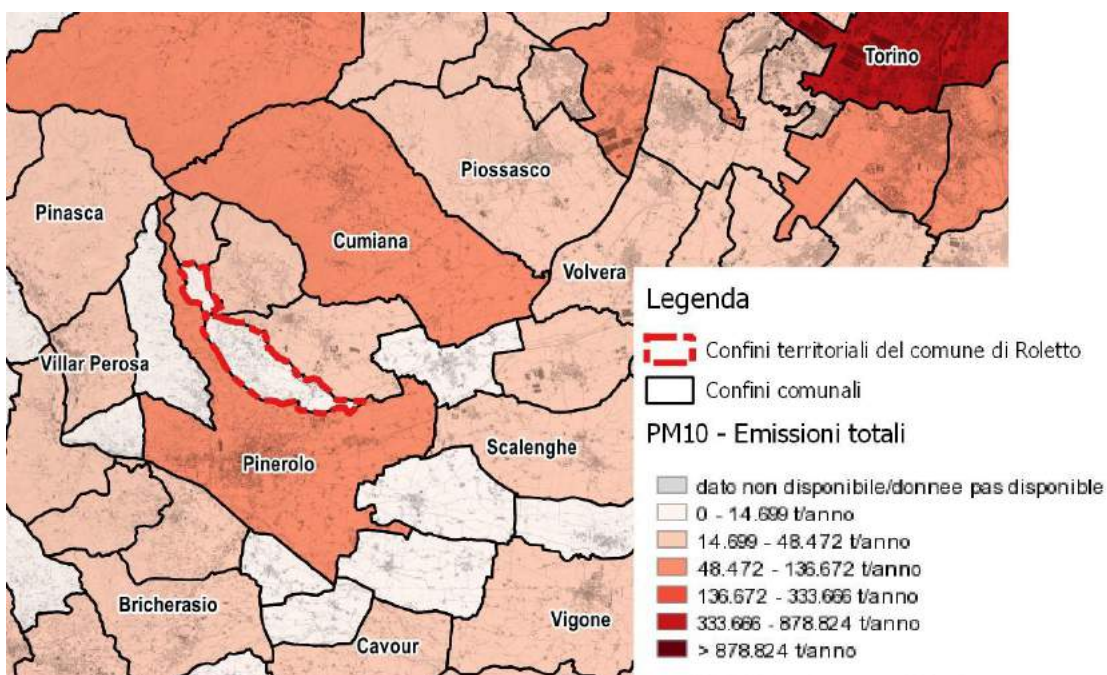 Torino
Piossasco
Pinasca
Cumiana
Volvera
Villar Perosa
Scalenghe
Pinerolo
Bricherasio
Vigone
Cavour
Legenda
Confini territoriali del comune di Roletto
Confini comunali
PM10 - Emissioni totali
dato non disponibile/donnee pas disponible
0 - 14.699 t/anno
14.699 - 48.472 t/anno
48.472 - 136.672 t/anno
136.672 - 333.666 t/anno
333.666 - 878.824 t/anno
> 878.824 t/anno